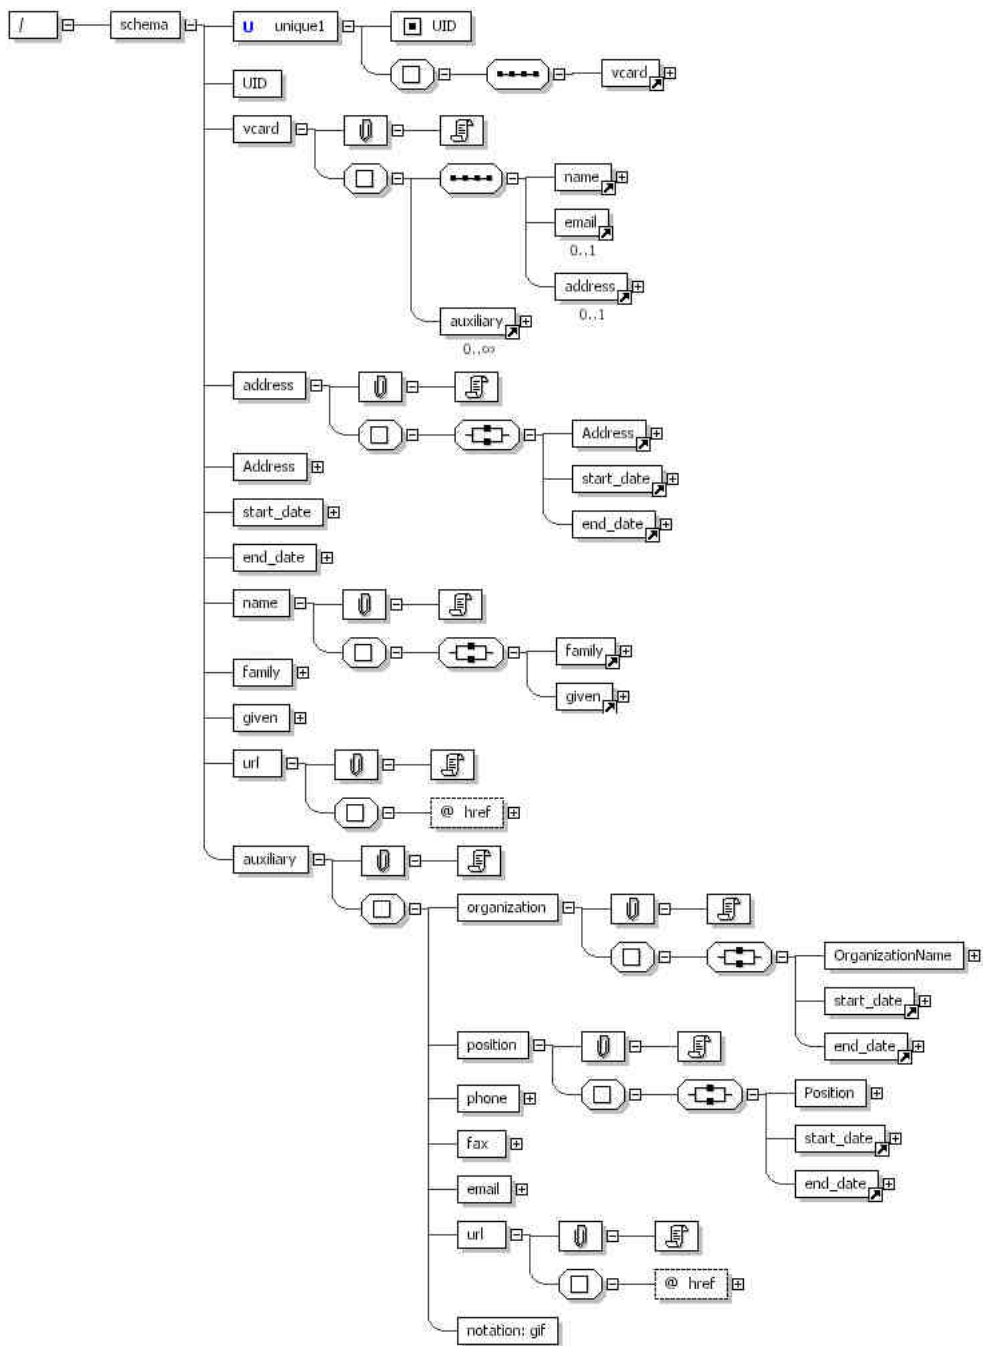 /
schema
U unique1
UID
vcard
UID
vcard
name
email
0..1
address
0..1
auxiliary
0..∞
address
Address
start_date
end_date
Address
start_date
end_date
name
family
given
family
given
url
@ href
auxiliary
organization
OrganizationName
start_date
end_date
position
Position
start_date
end_date
phone
fax
email
url
@ href
notation: gif